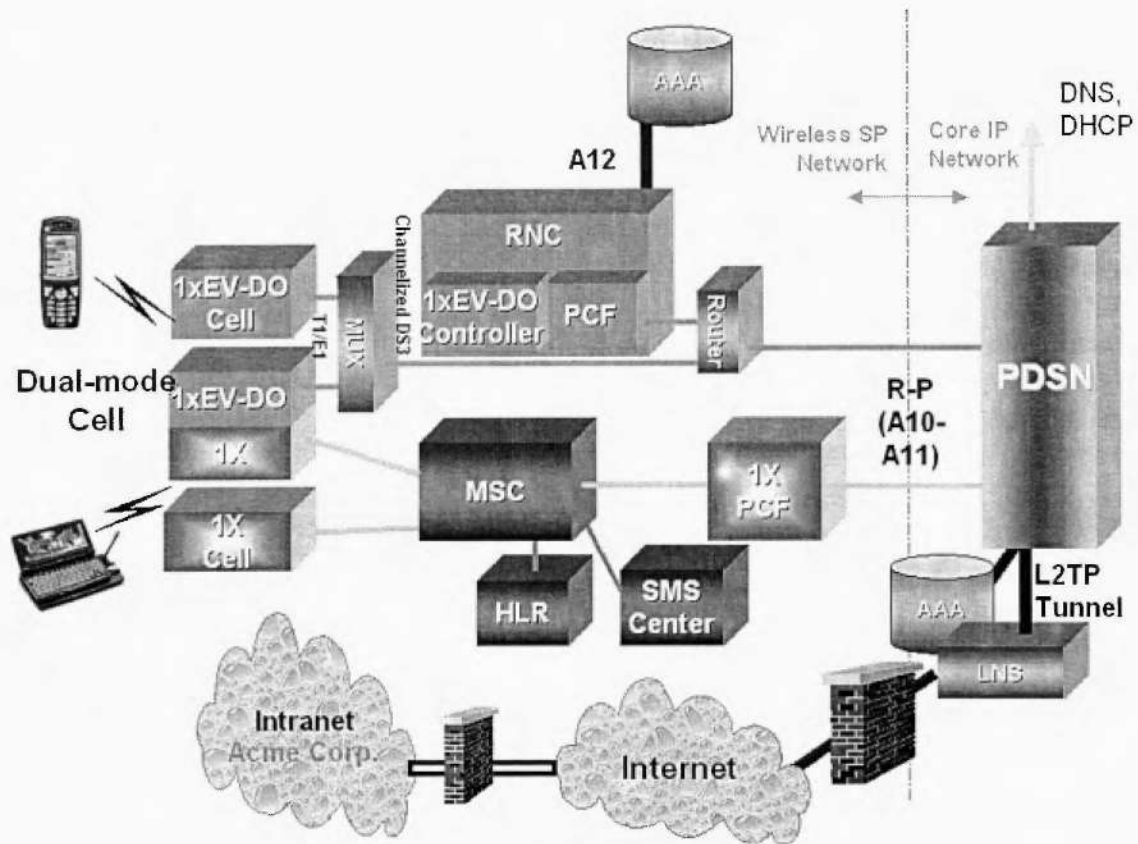 AAA
DNS,
DHCP
Wireless SP
Network
Core IP
Network
A12
RNC
Channelized DS3
1xEV-DO
Cell
T1/E1
MUX
1xEV-DO
Controller
PCF
Router
PDSN
Dual-mode
Cell
1xEV-DO
1X
R-P
(A10-
A11)
MSC
1X
PCF
1X
Cell
HLR
SMS
Center
AAA
L2TP
Tunnel
LNS
Intranet
Acme Corp.
Internet